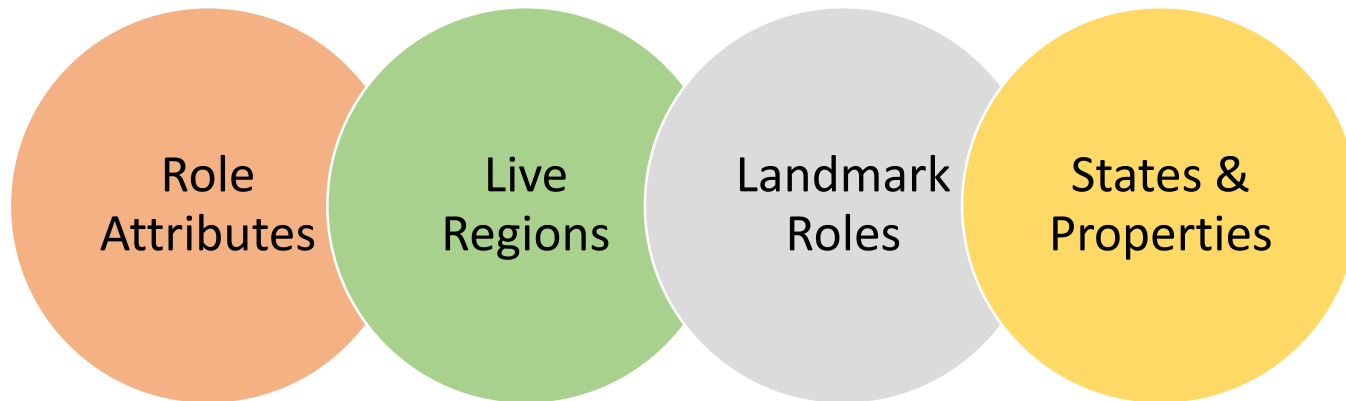 Role
Attributes
Live
Regions
Landmark
Roles
States &
Properties